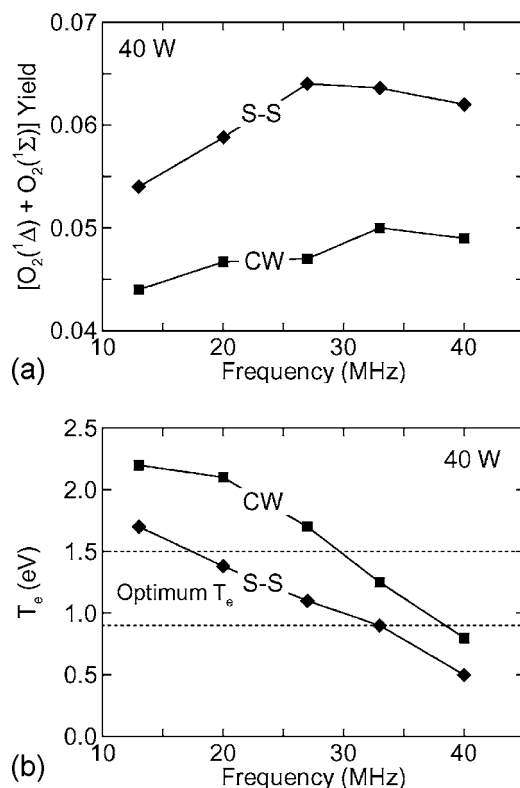 0.07
40 W
0.06
S-S
0.05
CW
0.04
[O₂(¹Δ) + O₂(¹Σ)] Yield
10 20 30 40
(a) Frequency (MHz)
2.5
40 W
2.0
CW
1.5
S-S
Optimum Tₑ
1.0
0.5
0.0
Tₑ (eV)
10 20 30 40
(b) Frequency (MHz)